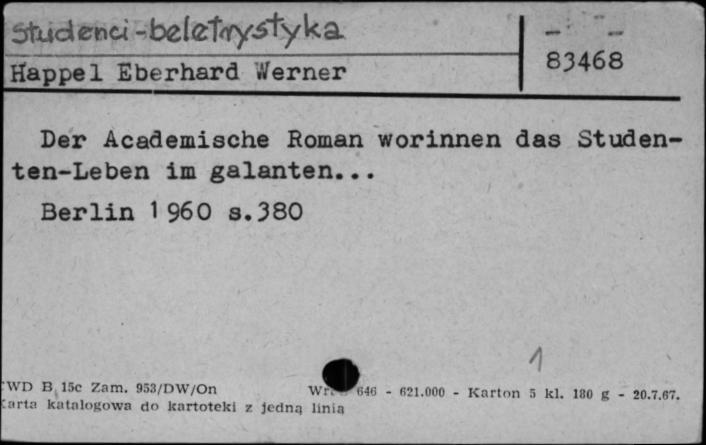 studenci-beletrystyka
83468
Happel Eberhard Werner
Der Academische Roman worinnen das Studen-
ten-Leben im galanten...
Berlin 1960 s.380
1
WD B 15c Zam. 953/DW/On 646 - 621.000 - Karton 5 kl. 180 g - 20.7.67.
karta katalogowa do kartoteki z jedną linią